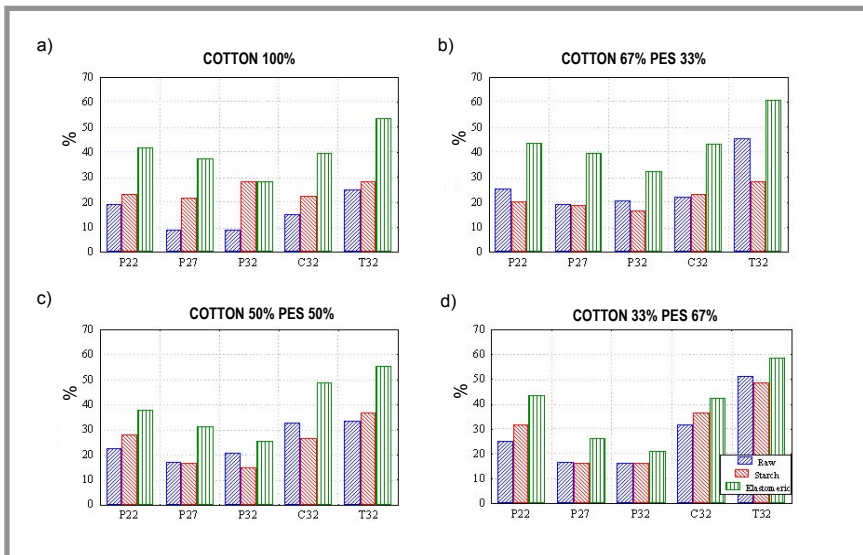 a)
COTTON 100%
70
60
50
40
30
20
10
0
%
P22 P27 P32 C32 T32
b)
COTTON 67% PES 33%
70
60
50
40
30
20
10
0
%
P22 P27 P32 C32 T32
c)
COTTON 50% PES 50%
70
60
50
40
30
20
10
0
%
P22 P27 P32 C32 T32
d)
COTTON 33% PES 67%
70
60
50
40
30
20
10
0
%
P22 P27 P32 C32 T32
Raw
Starch
Elastomeric